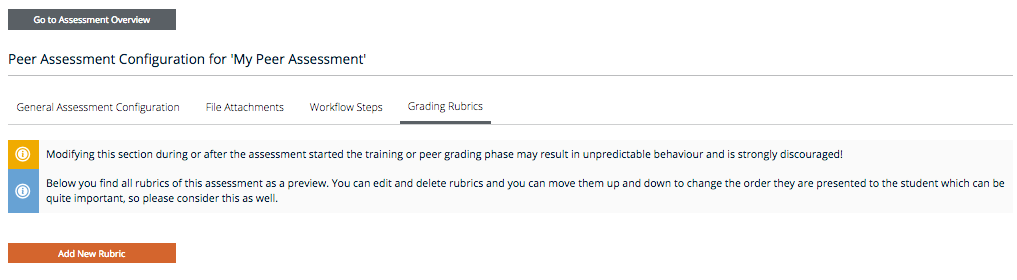 Go to Assessment Overview
Peer Assessment Configuration for 'My Peer Assessment'
General Assessment Configuration File Attachments Workflow Steps Grading Rubrics
Modifying this section during or after the assessment started the training or peer grading phase may result in unpredictable behaviour and is strongly discouraged!
Below you find all rubrics of this assessment as a preview. You can edit and delete rubrics and you can move them up and down to change the order they are presented to the student which can be
quite important, so please consider this as well.
Add New Rubric